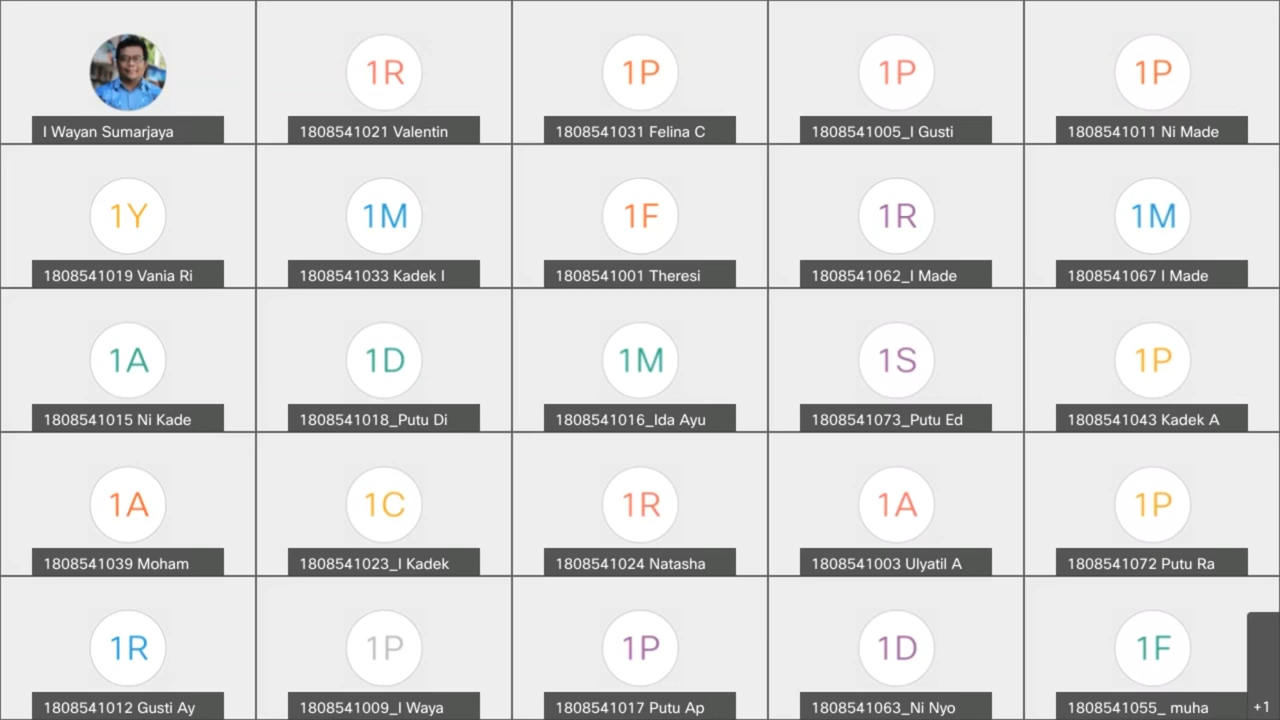 I Wayan Sumarjaya
1R
1808541021 Valentin
1P
1808541031 Felina C
1P
1808541005_I Gusti
1P
1808541011 Ni Made
1Y
1808541019 Vania Ri
1M
1808541033 Kadek I
1F
1808541001 Theresi
1R
1808541062_I Made
1M
1808541067 I Made
1A
1808541015 Ni Kade
1D
1808541018_Putu Di
1M
1808541016_Ida Ayu
1S
1808541073_Putu Ed
1P
1808541043 Kadek A
1A
1808541039 Moham
1C
1808541023_I Kadek
1R
1808541024 Natasha
1A
1808541003 Ulyatil A
1P
1808541072 Putu Ra
1R
1808541012 Gusti Ay
1P
1808541009_I Waya
1P
1808541017 Putu Ap
1D
1808541063_Ni Nyo
1F
1808541055_ muha
+1